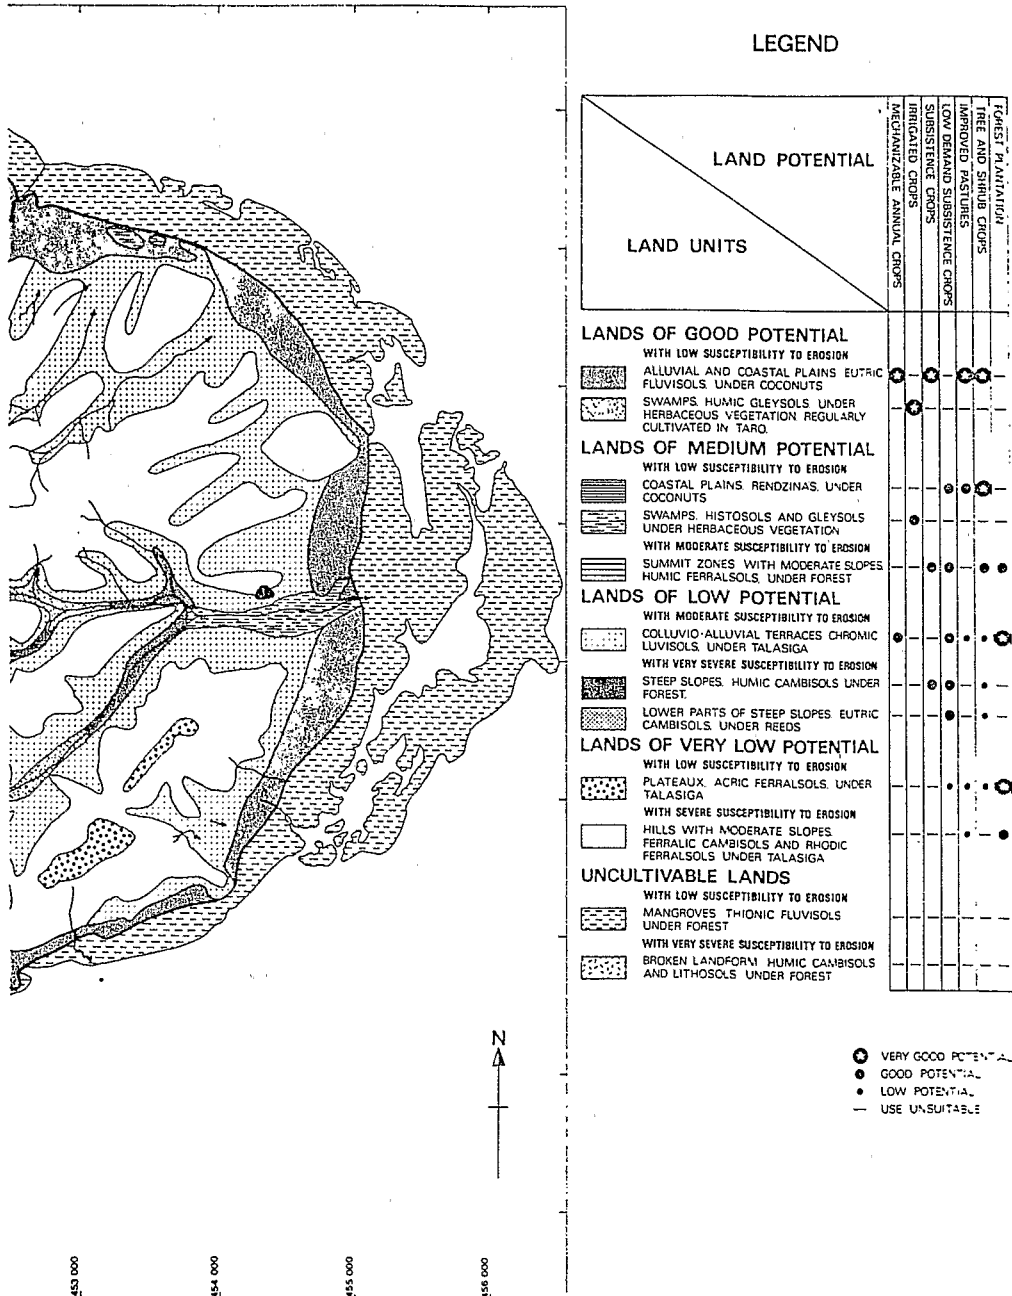 LEGEND
LAND POTENTIAL
LAND UNITS
MECHANIZABLE ANNUAL CROPS
IRRIGATED CROPS
SUBSISTENCE CROPS
LOW DEMAND SUBSISTENCE CROPS
IMPROVED PASTURES
TREE AND SHRUB CROPS
FOREST PLANTATION
LANDS OF GOOD POTENTIAL
WITH LOW SUSCEPTIBILITY TO EROSION
ALLUVIAL AND COASTAL PLAINS EUTRIC
FLUVISOLS, UNDER COCONUTS
SWAMPS, HUMIC GLEYSOLS, UNDER
HERBACEOUS VEGETATION REGULARLY
CULTIVATED IN TARO.
LANDS OF MEDIUM POTENTIAL
WITH LOW SUSCEPTIBILITY TO EROSION
COASTAL PLAINS, RENDZINAS, UNDER
COCONUTS
SWAMPS, HISTOSOLS AND GLEYSOLS
UNDER HERBACEOUS VEGETATION
WITH MODERATE SUSCEPTIBILITY TO EROSION
SUMMIT ZONES WITH MODERATE SLOPES,
HUMIC FERRALSOLS, UNDER FOREST
LANDS OF LOW POTENTIAL
WITH MODERATE SUSCEPTIBILITY TO EROSION
COLLUVIO-ALLUVIAL TERRACES CHROMIC
LUVISOLS, UNDER TALASIGA
WITH VERY SEVERE SUSCEPTIBILITY TO EROSION
STEEP SLOPES, HUMIC CAMBISOLS UNDER
FOREST.
LOWER PARTS OF STEEP SLOPES EUTRIC
CAMBISOLS, UNDER REEDS
LANDS OF VERY LOW POTENTIAL
WITH LOW SUSCEPTIBILITY TO EROSION
PLATEAUX, ACRIC FERRALSOLS, UNDER
TALASIGA
WITH SEVERE SUSCEPTIBILITY TO EROSION
HILLS WITH MODERATE SLOPES
FERRALIC CAMBISOLS AND RHODIC
FERRALSOLS UNDER TALASIGA
UNCULTIVABLE LANDS
WITH LOW SUSCEPTIBILITY TO EROSION
MANGROVES THIONIC FLUVISOLS
UNDER FOREST
WITH VERY SEVERE SUSCEPTIBILITY TO EROSION
BROKEN LANDFORM HUMIC CAMBISOLS
AND LITHOSOLS UNDER FOREST
VERY GOOD POTENTIAL
GOOD POTENTIAL
LOW POTENTIAL
USE UNSUITABLE
N
453 000
454 000
455 000
456 000